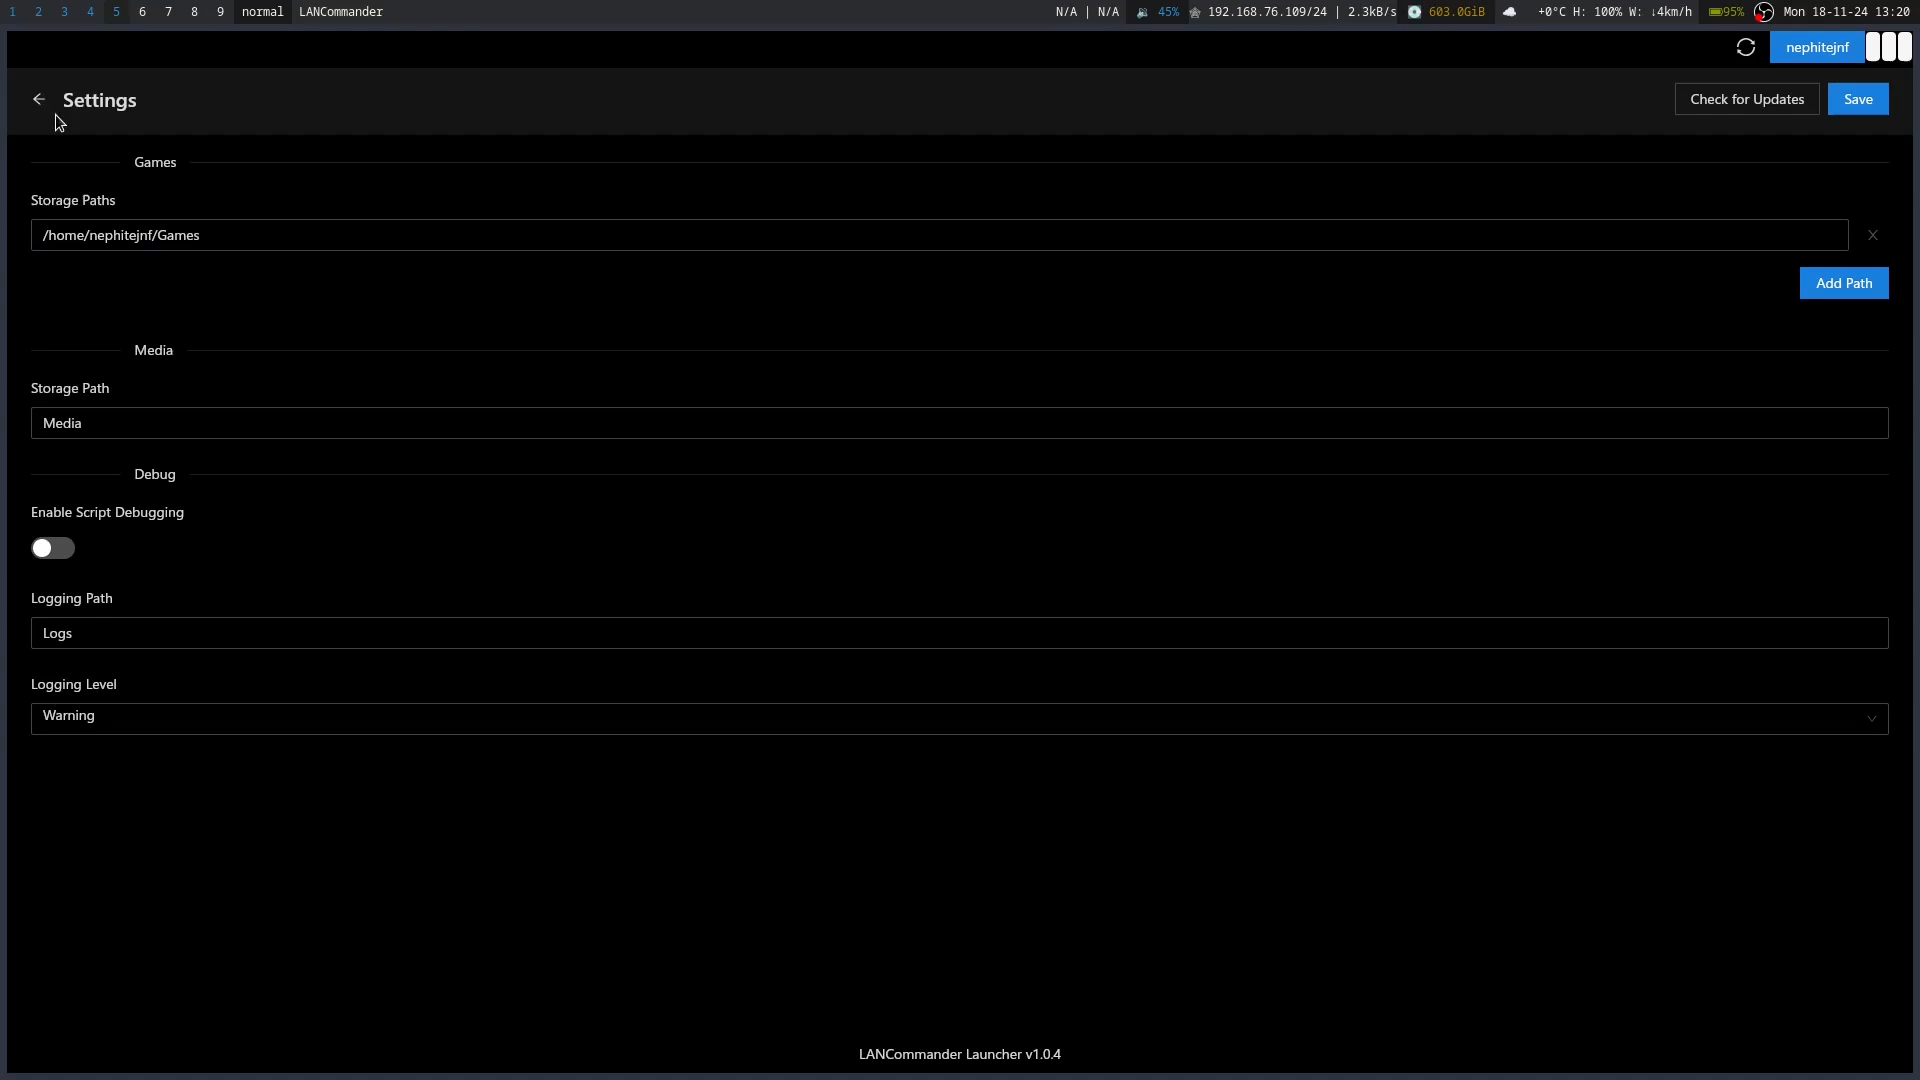 1 2 3 4 5 6 7 8 9 normal LANCommander N/A | N/A 45% 192.168.76.109/24 | 2.3kB/s 603.0GiB +0°C H: 100% W: ↓4km/h 95% Mon 18-11-24 13:20
nephitejnf
Settings Check for Updates Save
Games
Storage Paths
/home/nephitejnf/Games
Add Path
Media
Storage Path
Media
Debug
Enable Script Debugging
Logging Path
Logs
Logging Level
Warning
LANCommander Launcher v1.0.4